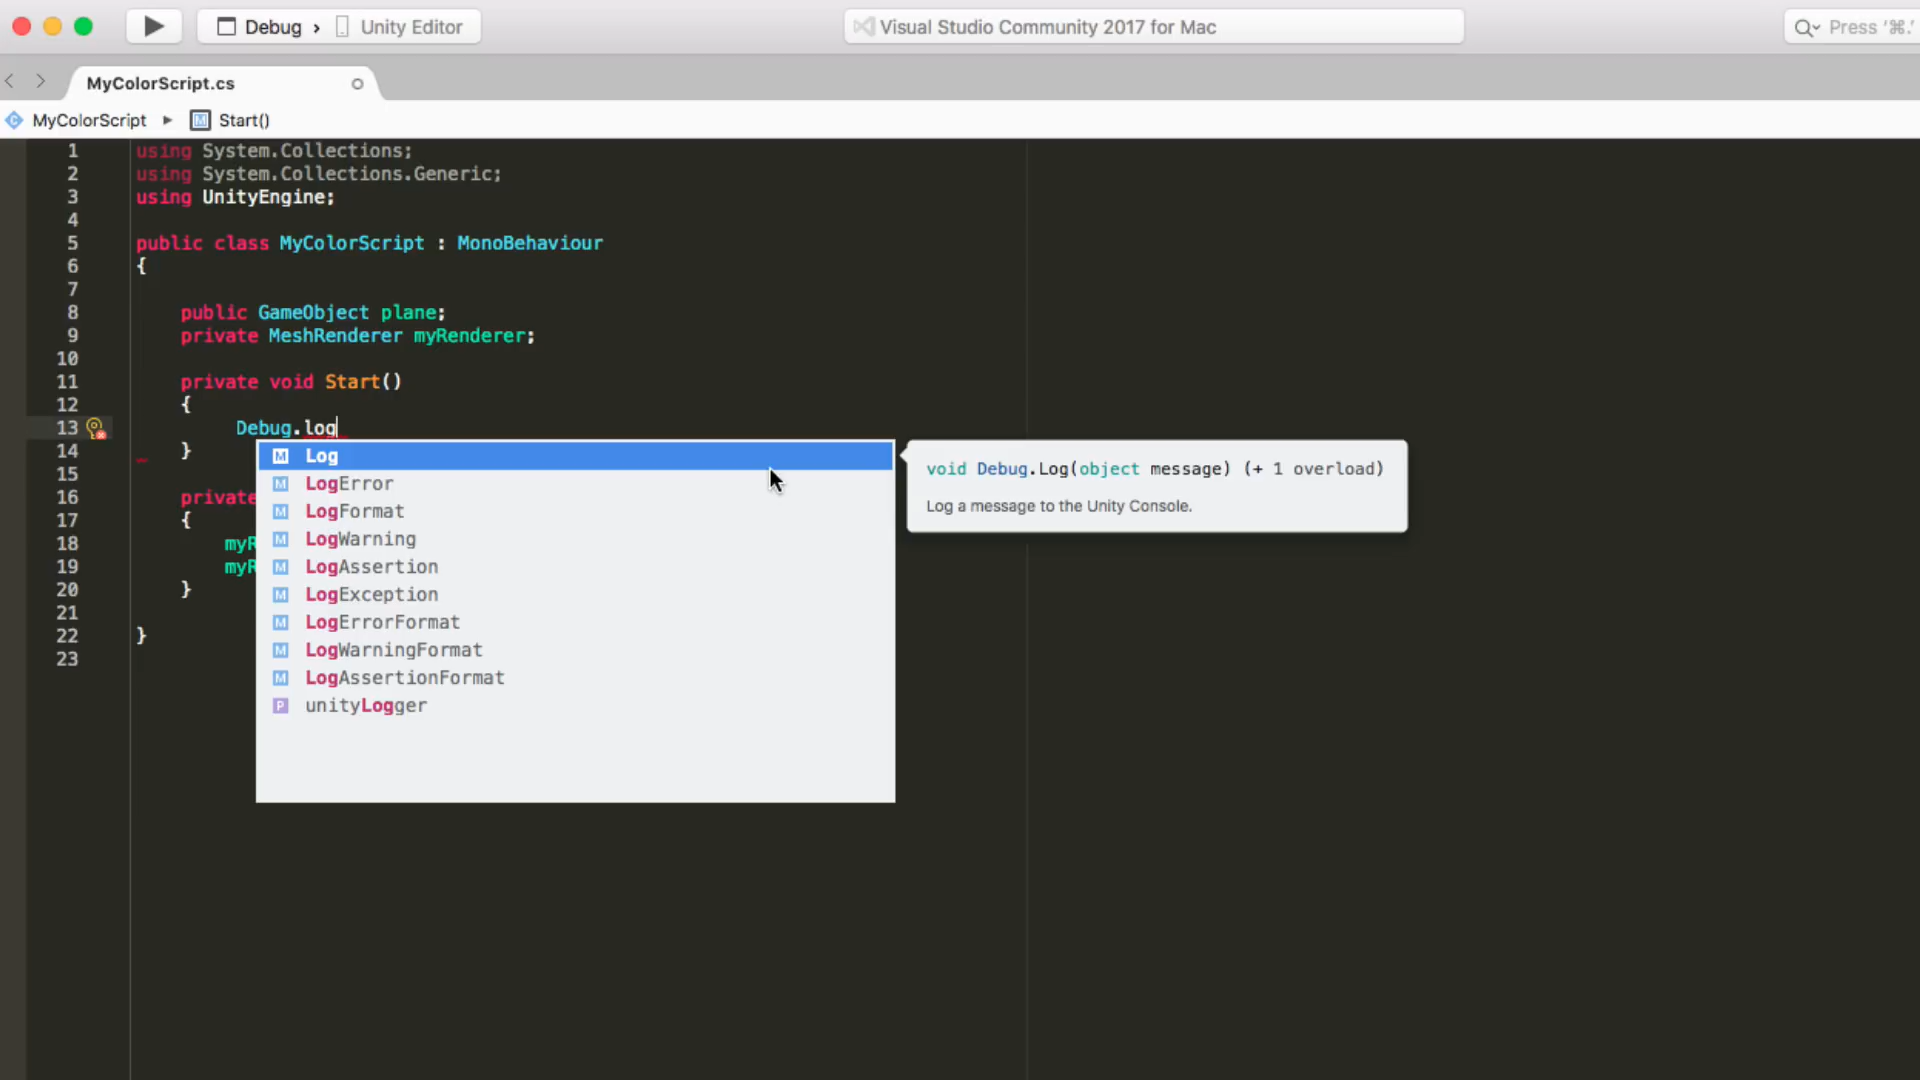 Debug › Unity Editor
Visual Studio Community 2017 for Mac
Press ‘⌘.’
MyColorScript.cs
MyColorScript ▸ M Start()
1 using System.Collections;
2 using System.Collections.Generic;
3 using UnityEngine;
4
5 public class MyColorScript : MonoBehaviour
6 {
7
8 public GameObject plane;
9 private MeshRenderer myRenderer;
10
11 private void Start()
12 {
13 Debug.log
14 }
15
16 private
17 {
18 myR
19 myR
20 }
21
22 }
23
M Log
M LogError
M LogFormat
M LogWarning
M LogAssertion
M LogException
M LogErrorFormat
M LogWarningFormat
M LogAssertionFormat
P unityLogger
void Debug.Log(object message) (+ 1 overload)
Log a message to the Unity Console.